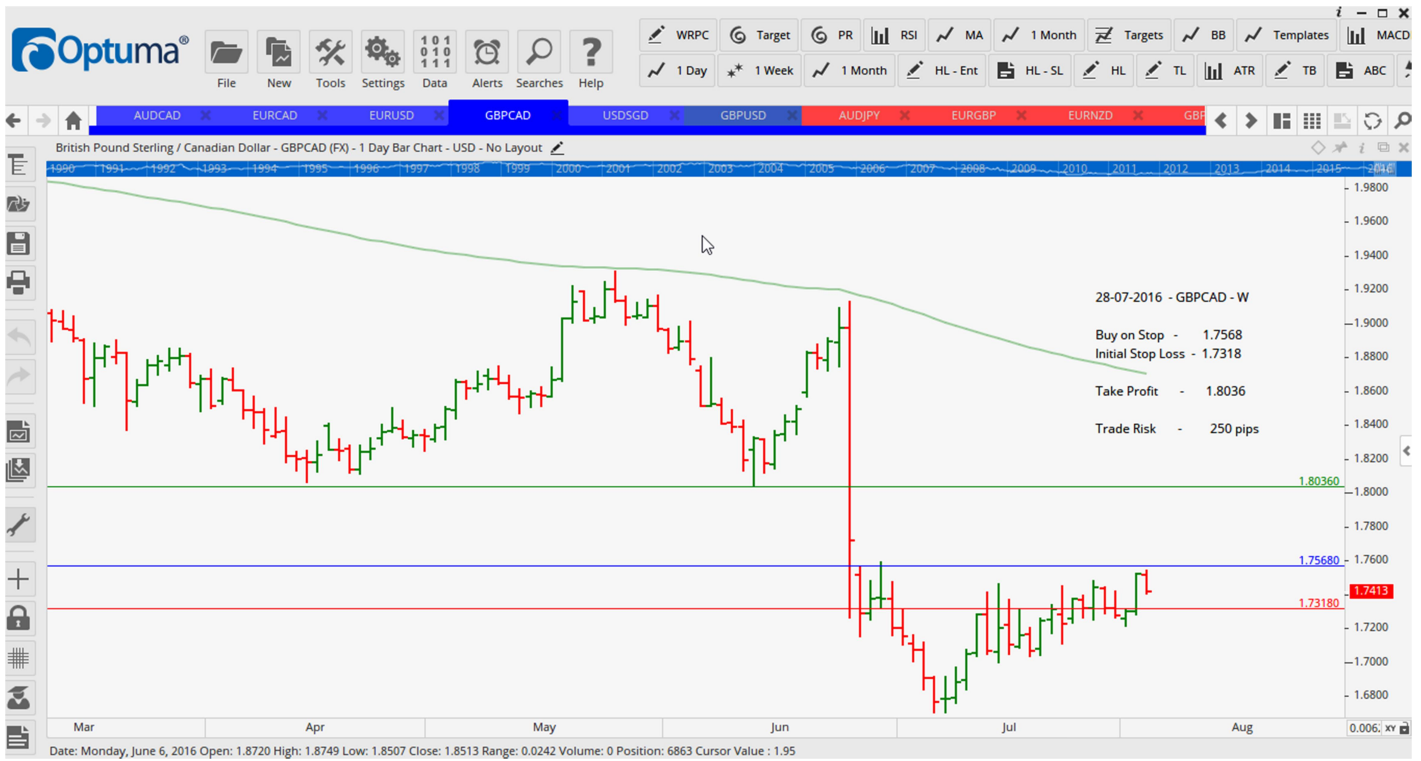 Optuma®
File New Tools Settings Data Alerts Searches Help
101
010
111
?
WRPC Target PR RSI MA 1 Month Targets BB Templates MACD
1 Day 1 Week 1 Month HL - Ent HL - SL HL TL ATR TB ABC
AUDCAD EURCAD EURUSD GBPCAD USDSGD GBPUSD AUDJPY EURGBP EURNZD GBP
British Pound Sterling / Canadian Dollar - GBPCAD (FX) - 1 Day Bar Chart - USD - No Layout
1990 1991 1992 1993 1994 1995 1996 1997 1998 1999 2000 2001 2002 2003 2004 2005 2006 2007 2008 2009 2010 2011 2012 2013 2014 2015 2016
1.9800
1.9600
1.9400
1.9200
1.9000
1.8800
1.8600
1.8400
1.8200
1.8000
1.7800
1.7600
1.7413
1.7200
1.7000
1.6800
28-07-2016 - GBPCAD - W
Buy on Stop - 1.7568
Initial Stop Loss - 1.7318
Take Profit - 1.8036
Trade Risk - 250 pips
1.80360
1.75680
1.73180
Mar Apr May Jun Jul Aug
XY
Date: Monday, June 6, 2016 Open: 1.8720 High: 1.8749 Low: 1.8507 Close: 1.8513 Range: 0.0242 Volume: 0 Position: 6863 Cursor Value : 1.95